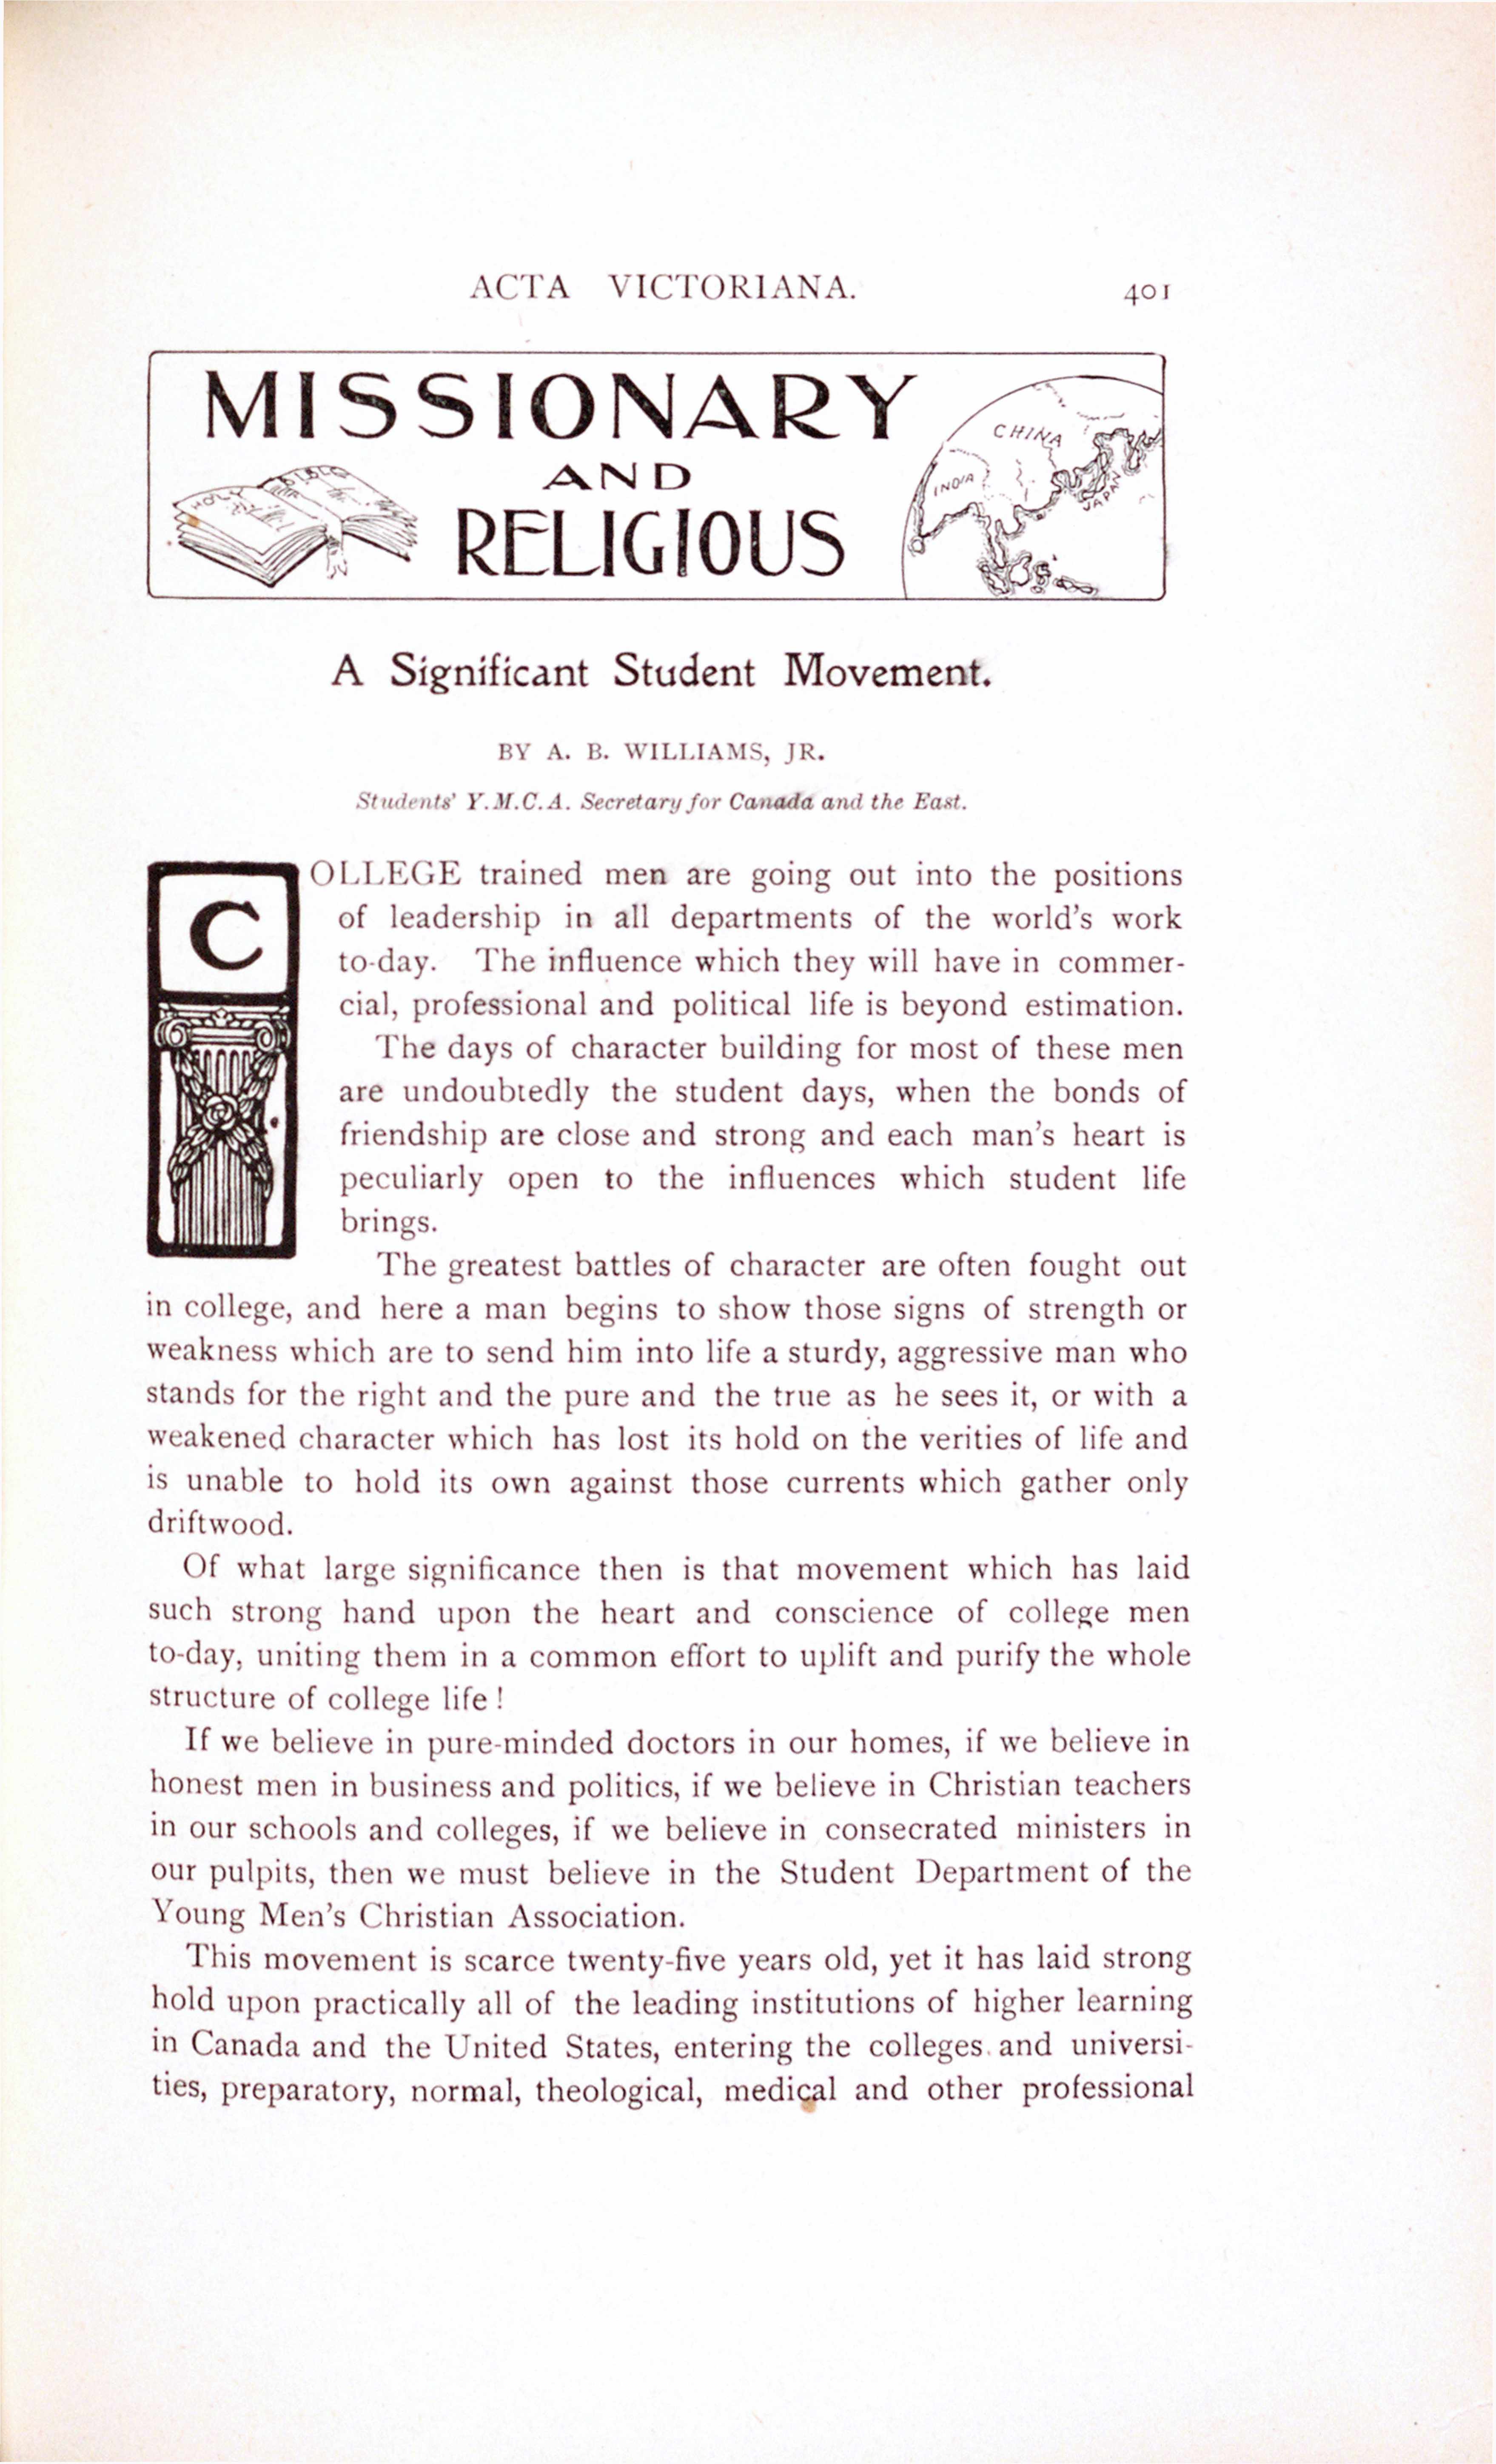 ACTA VICTORIANA. 401
MISSIONARY
AND
RELIGIOUS
HOLY BIBLE
CHINA
INDIA
JAPAN
A Significant Student Movement.
BY A. B. WILLIAMS, JR.
Students' Y.M.C.A. Secretary for Canada and the East.
COLLEGE trained men are going out into the positions
of leadership in all departments of the world's work
to-day. The influence which they will have in commer-
cial, professional and political life is beyond estimation.
The days of character building for most of these men
are undoubtedly the student days, when the bonds of
friendship are close and strong and each man's heart is
peculiarly open to the influences which student life
brings.
The greatest battles of character are often fought out
in college, and here a man begins to show those signs of strength or
weakness which are to send him into life a sturdy, aggressive man who
stands for the right and the pure and the true as he sees it, or with a
weakened character which has lost its hold on the verities of life and
is unable to hold its own against those currents which gather only
driftwood.
Of what large significance then is that movement which has laid
such strong hand upon the heart and conscience of college men
to-day, uniting them in a common effort to uplift and purify the whole
structure of college life !
If we believe in pure-minded doctors in our homes, if we believe in
honest men in business and politics, if we believe in Christian teachers
in our schools and colleges, if we believe in consecrated ministers in
our pulpits, then we must believe in the Student Department of the
Young Men's Christian Association.
This movement is scarce twenty-five years old, yet it has laid strong
hold upon practically all of the leading institutions of higher learning
in Canada and the United States, entering the colleges and universi-
ties, preparatory, normal, theological, medical and other professional